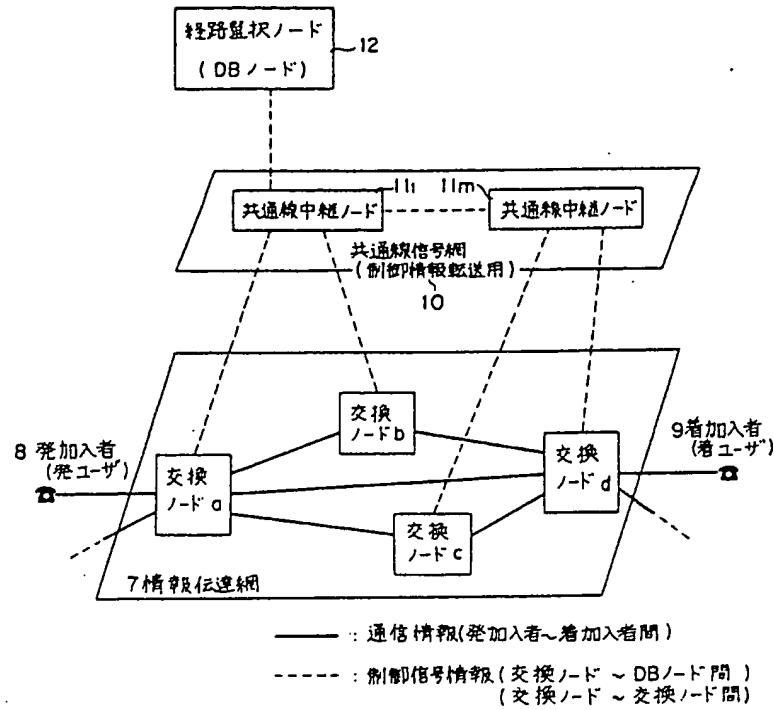 経路監択ノード
(DBノード)
12
11i 11m
共通線中継ノード
共通線中継ノード
共通線信号網
(制御情報転送用)
10
交換
ノードb
8 発加入者
(発ユーザ)
9着加入者
(着ユーザ)
交換
ノードa
交換
ノードd
交換
ノードc
7情報伝達網
: 通信情報(発加入者~着加入者間)
: 制御信号情報(交換ノード ~ DBノード間)
(交換ノード ~ 交換ノード間)